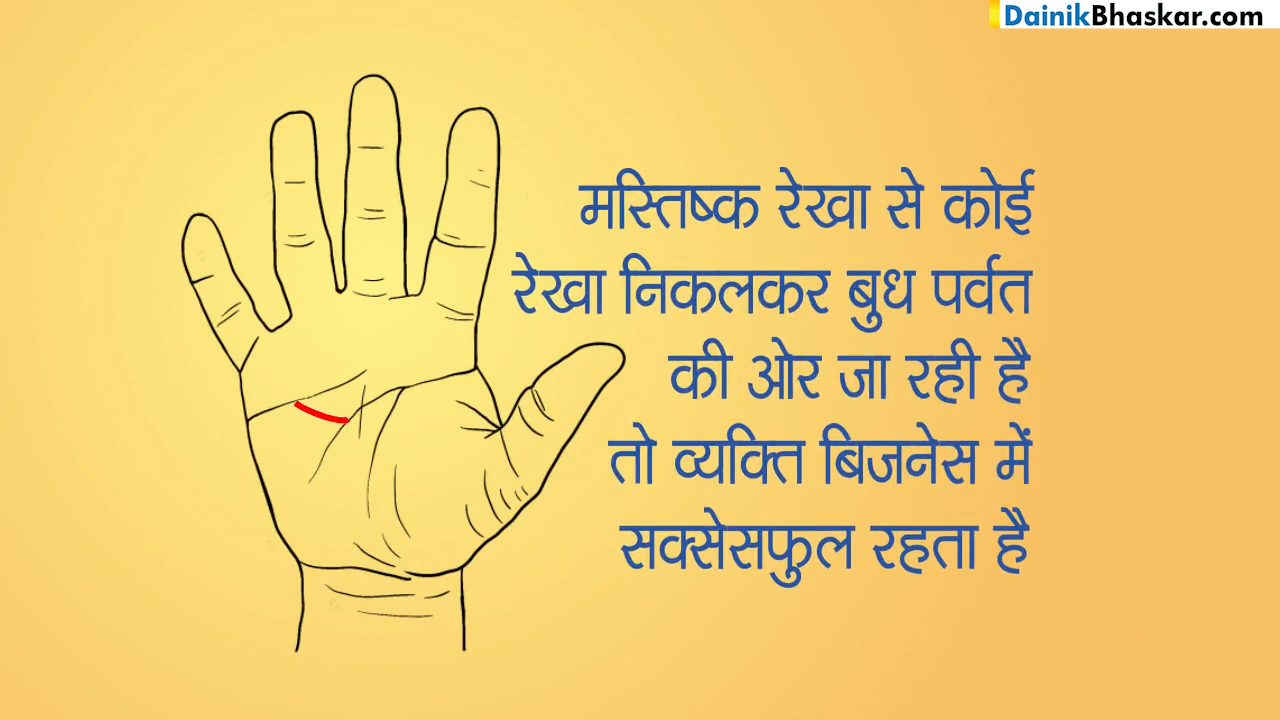 DainikBhaskar.com
मस्तिष्क रेखा से कोई
रेखा निकलकर बुध पर्वत
की ओर जा रही है
तो व्यक्ति बिजनेस में
सक्सेसफुल रहता है